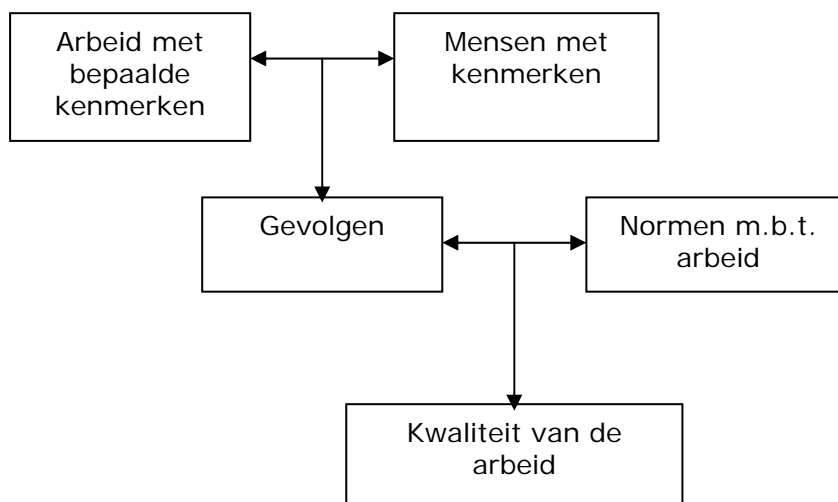 Arbeid met
bepaalde
kenmerken
Mensen met
kenmerken
Gevolgen
Normen m.b.t.
arbeid
Kwaliteit van de
arbeid